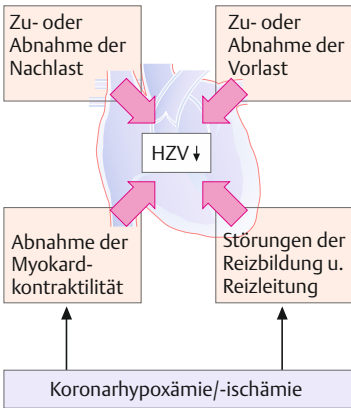 Zu- oder
Abnahme der
Nachlast
Zu- oder
Abnahme der
Vorlast
HZV ↓
Abnahme der
Myokard-
kontraktilität
Störungen der
Reizbildung u.
Reizleitung
Koronarhypoxämie/-ischämie